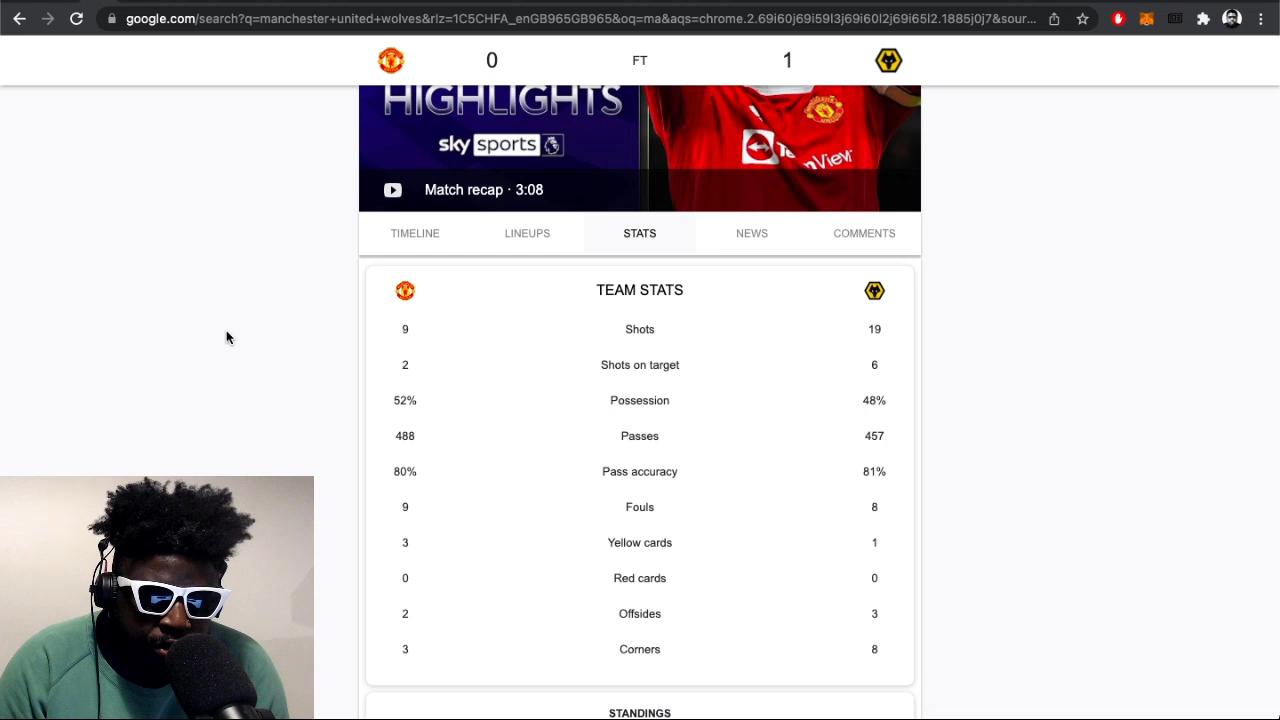 google.com/search?q=manchester+united+wolves&rlz=1C5CHFA_enGB965GB965&oq=ma&aqs=chrome.2.69i60j69i59l3j69i60l2j69i65l2.1885j0j7&sour...
0 FT 1
HIGHLIGHTS
sky sports
TeamViewer
Match recap · 3:08
TIMELINE LINEUPS STATS NEWS COMMENTS
TEAM STATS
9 Shots 19
2 Shots on target 6
52% Possession 48%
488 Passes 457
80% Pass accuracy 81%
9 Fouls 8
3 Yellow cards 1
0 Red cards 0
2 Offsides 3
3 Corners 8
STANDINGS